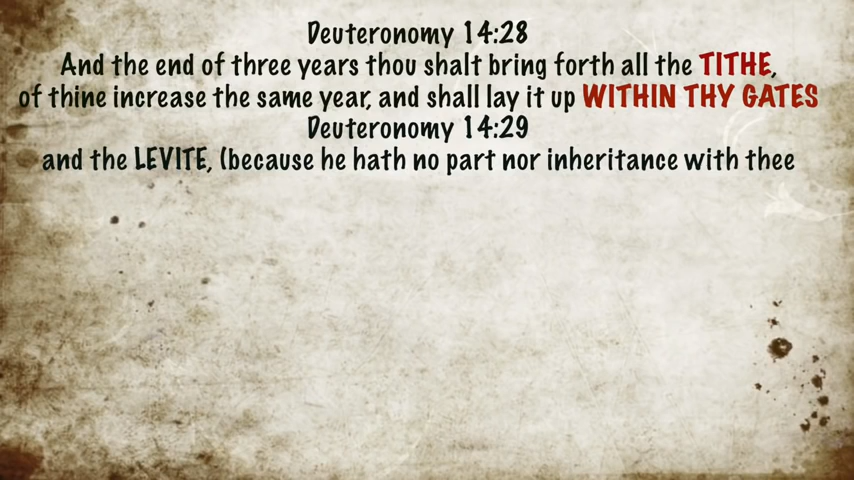 Deuteronomy 14:28
And the end of three years thou shalt bring forth all the TITHE,
of thine increase the same year, and shall lay it up WITHIN THY GATES
Deuteronomy 14:29
and the LEVITE, (because he hath no part nor inheritance with thee